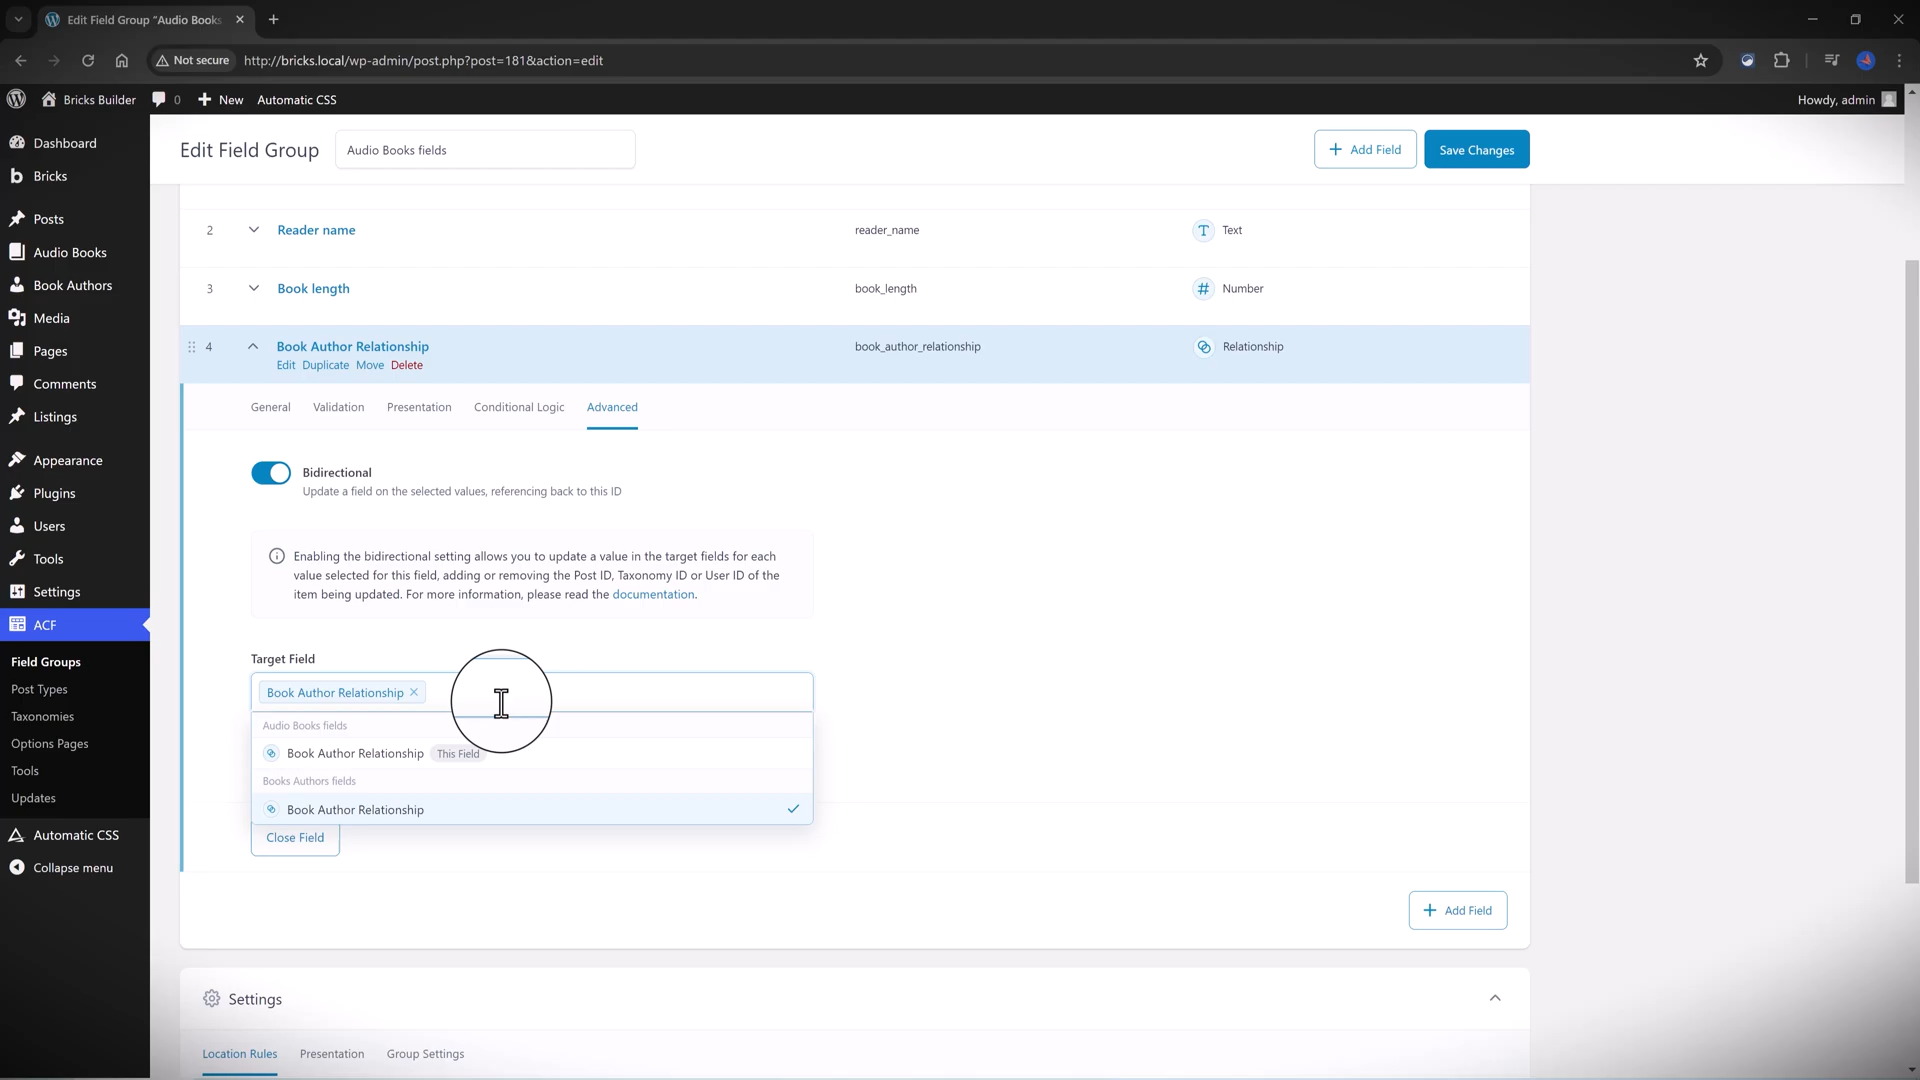 Edit Field Group "Audio Books
Not secure
http://bricks.local/wp-admin/post.php?post=181&action=edit
Bricks Builder
0
New
Automatic CSS
Howdy, admin
Dashboard
Bricks
Posts
Audio Books
Book Authors
Media
Pages
Comments
Listings
Appearance
Plugins
Users
Tools
Settings
ACF
Field Groups
Post Types
Taxonomies
Options Pages
Tools
Updates
Automatic CSS
Collapse menu
Edit Field Group
Audio Books fields
Add Field
Save Changes
2
Reader name
reader_name
Text
3
Book length
book_length
Number
4
Book Author Relationship
book_author_relationship
Relationship
Edit Duplicate Move Delete
General
Validation
Presentation
Conditional Logic
Advanced
Bidirectional
Update a field on the selected values, referencing back to this ID
Enabling the bidirectional setting allows you to update a value in the target fields for each
value selected for this field, adding or removing the Post ID, Taxonomy ID or User ID of the
item being updated. For more information, please read the documentation.
Target Field
Book Author Relationship
Audio Books fields
Book Author Relationship This Field
Books Authors fields
Book Author Relationship
Close Field
Add Field
Settings
Location Rules
Presentation
Group Settings